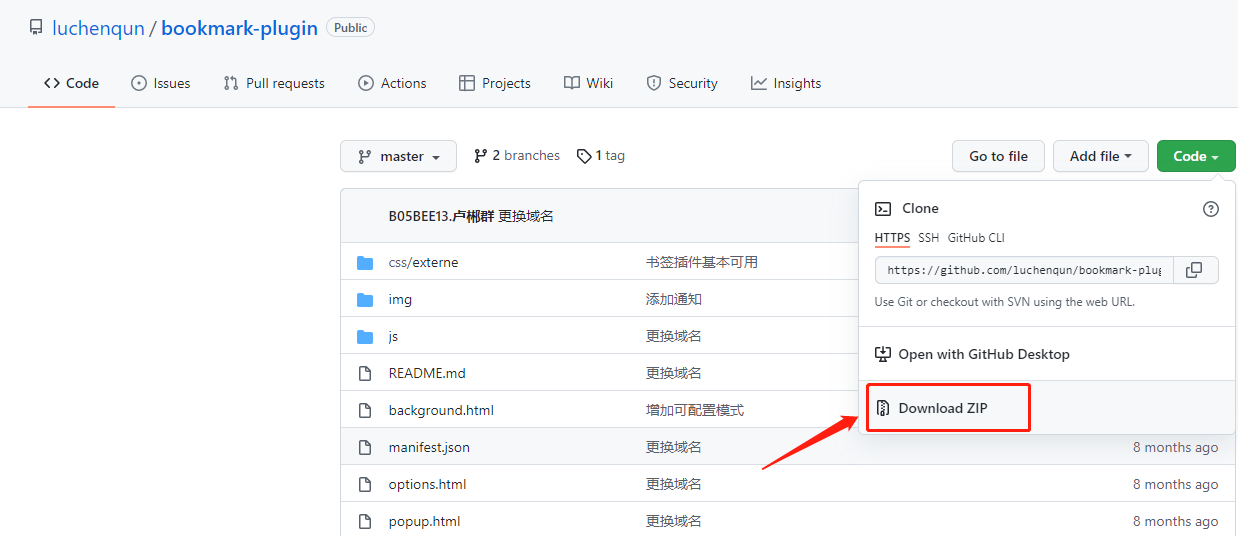 luchenqun / bookmark-plugin Public
Code Issues Pull requests Actions Projects Wiki Security Insights
master 2 branches 1 tag Go to file Add file Code
B05BEE13.卢郴群 更换域名
css/externe 书签插件基本可用
img 添加通知
js 更换域名
README.md 更换域名
background.html 增加可配置模式
manifest.json 更换域名 8 months ago
options.html 更换域名 8 months ago
popup.html 更换域名 8 months ago
Clone
HTTPS SSH GitHub CLI
https://github.com/luchenqun/bookmark-plug
Use Git or checkout with SVN using the web URL.
Open with GitHub Desktop
Download ZIP